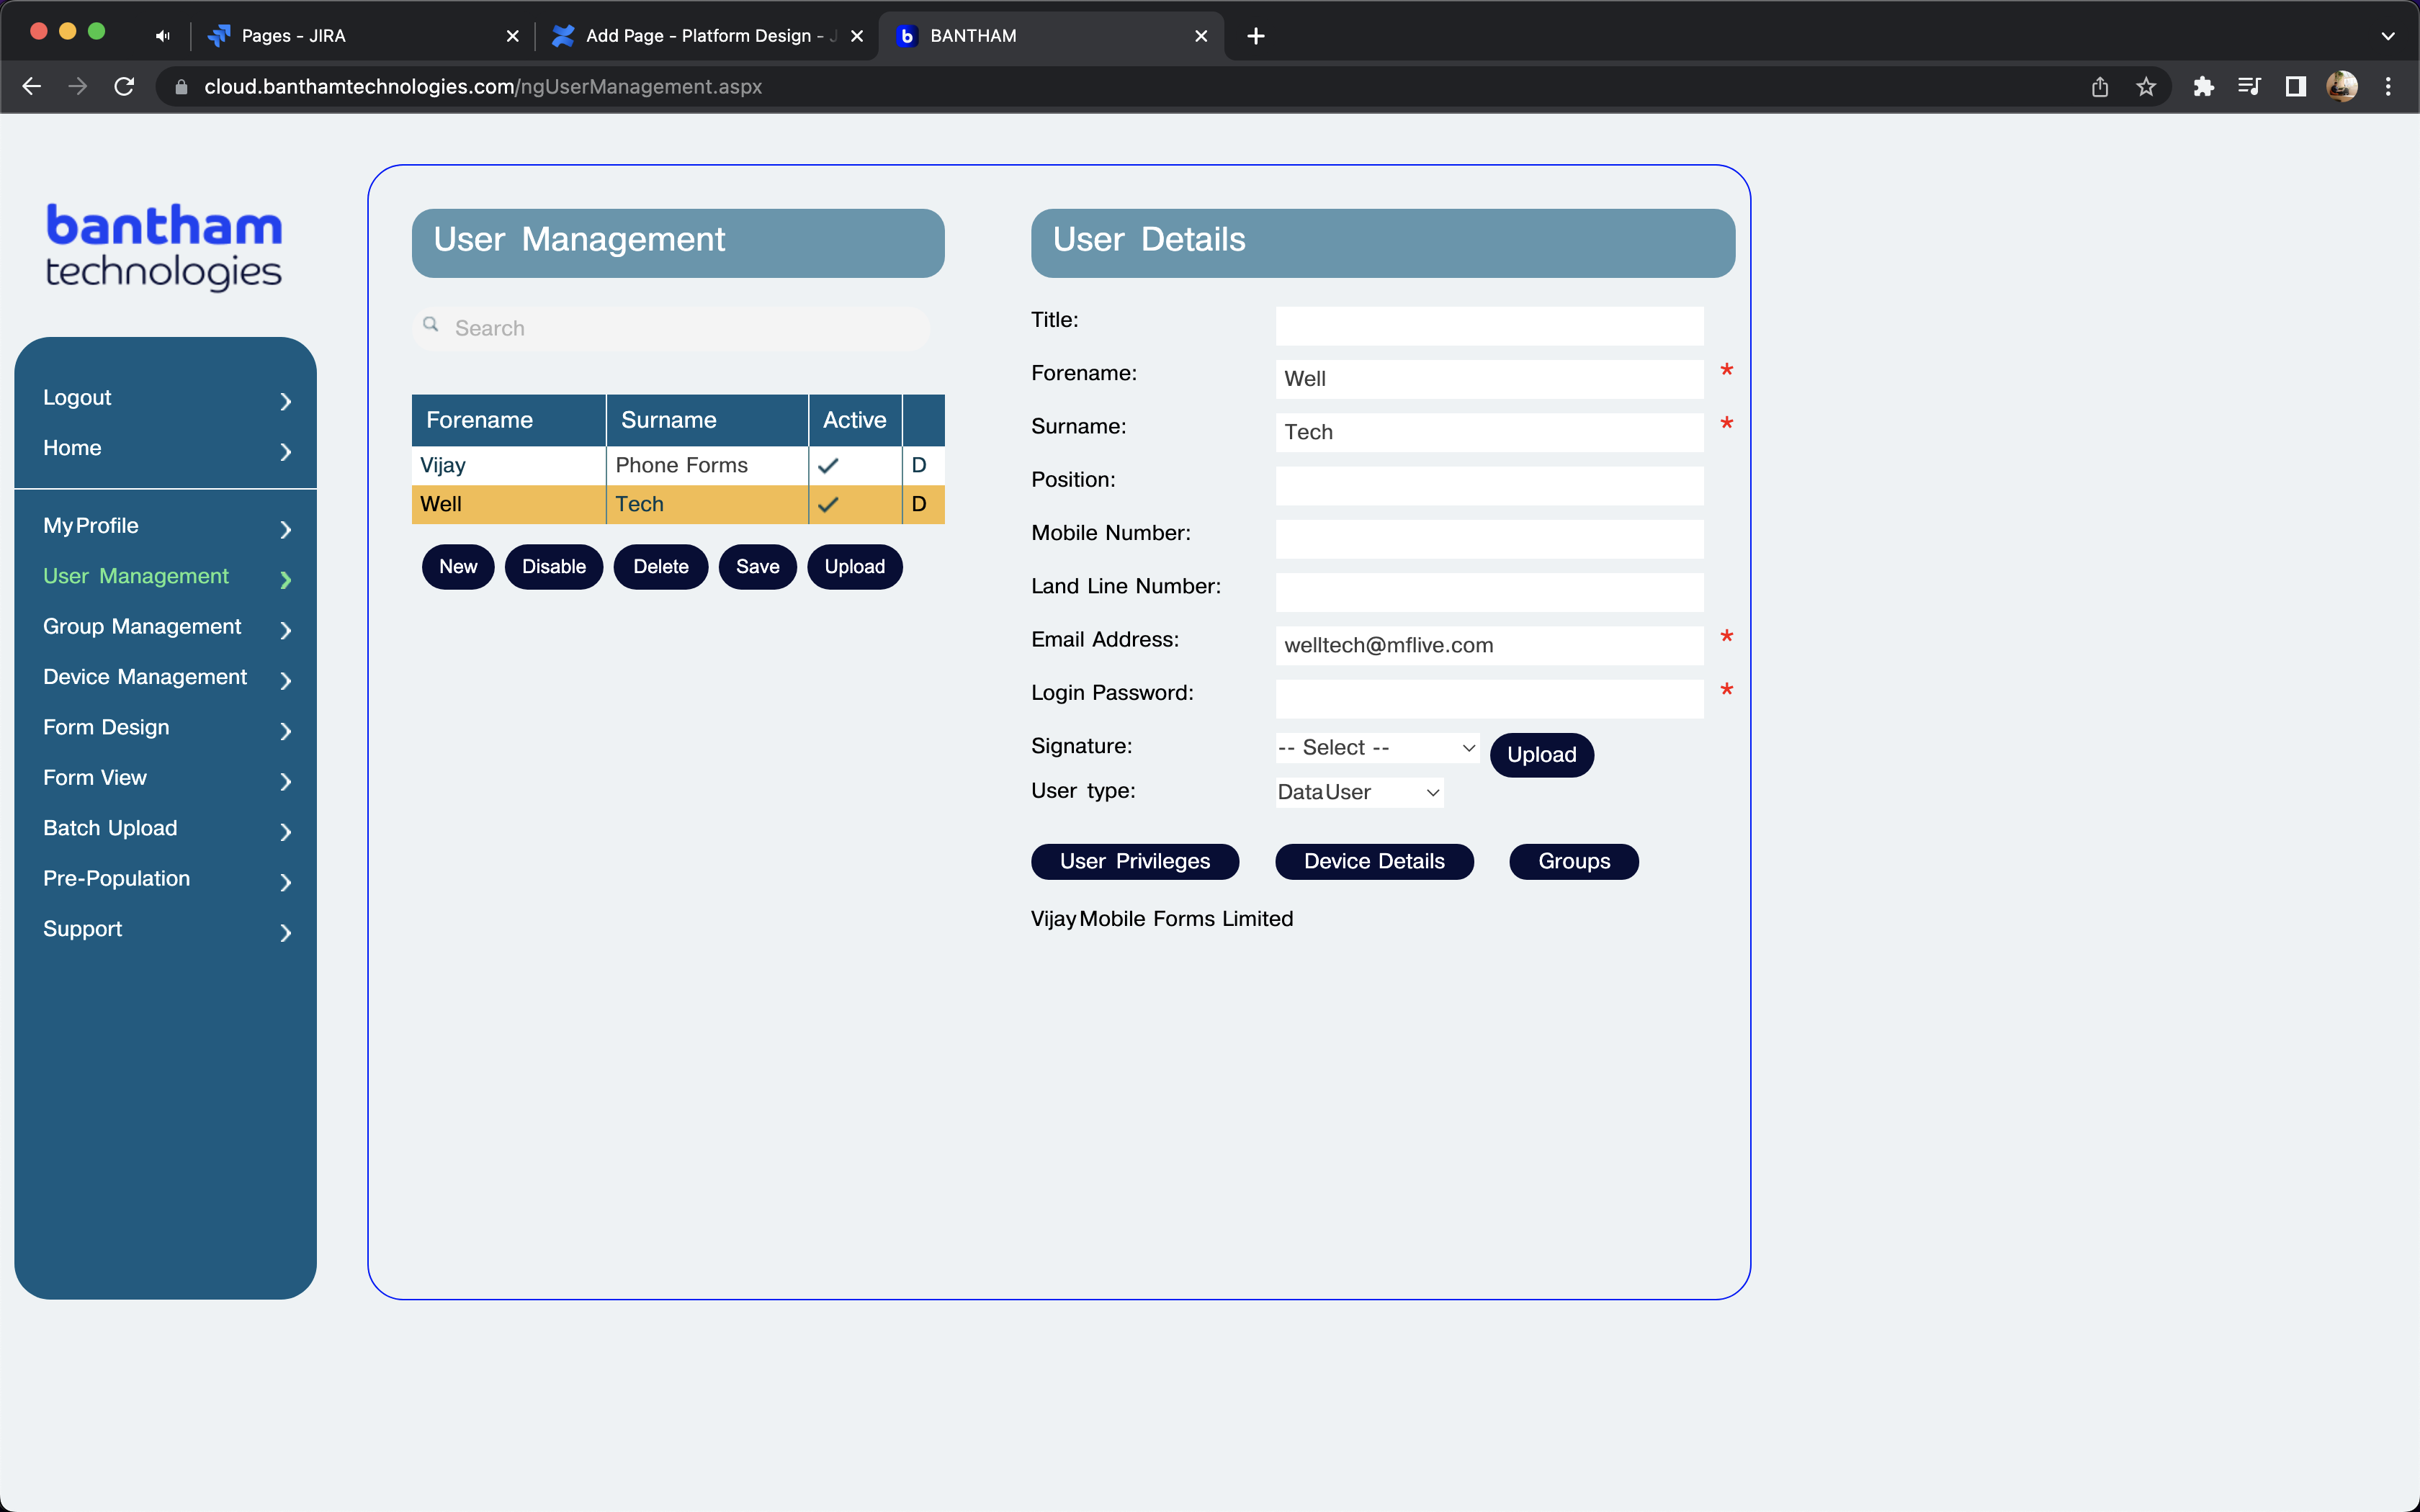 Pages - JIRA
Add Page - Platform Design - J
BANTHAM
cloud.banthamtechnologies.com/ngUserManagement.aspx
bantham
technologies
Logout
Home
My Profile
User Management
Group Management
Device Management
Form Design
Form View
Batch Upload
Pre-Population
Support
User Management
Search
Forename Surname Active
Vijay Phone Forms D
Well Tech D
New Disable Delete Save Upload
User Details
Title:
Forename: Well *
Surname: Tech *
Position:
Mobile Number:
Land Line Number:
Email Address: welltech@mflive.com *
Login Password: *
Signature: -- Select -- Upload
User type: DataUser
User Privileges Device Details Groups
Vijay Mobile Forms Limited